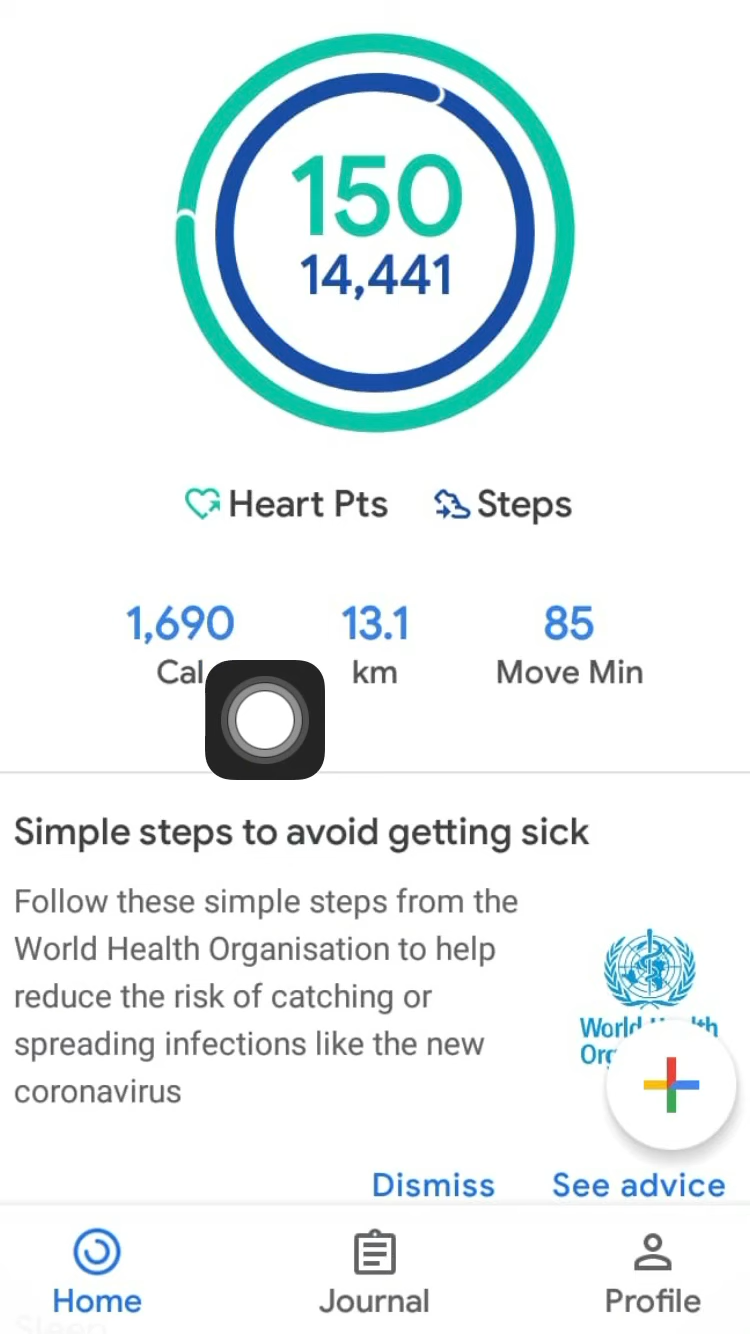 150
14,441
Heart Pts Steps
1,690 13.1 85
Cal km Move Min
Simple steps to avoid getting sick
Follow these simple steps from the
World Health Organisation to help
reduce the risk of catching or
spreading infections like the new
coronavirus
World
Dismiss See advice
Home Journal Profile
Sleep